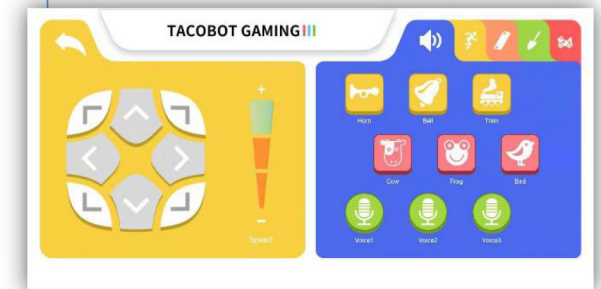 TACOBOT GAMING
+
-
Speed
Horn
Bell
Train
Cow
Frog
Bird
Voice1
Voice2
Voice3